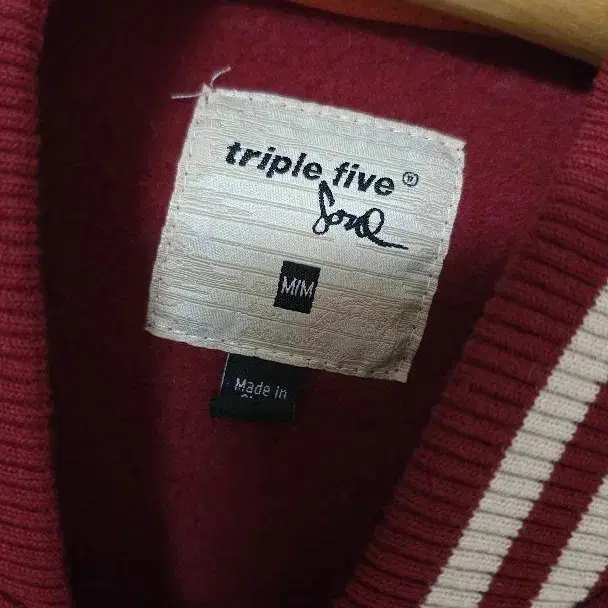 triple five ®
Soul
M/M
Made in